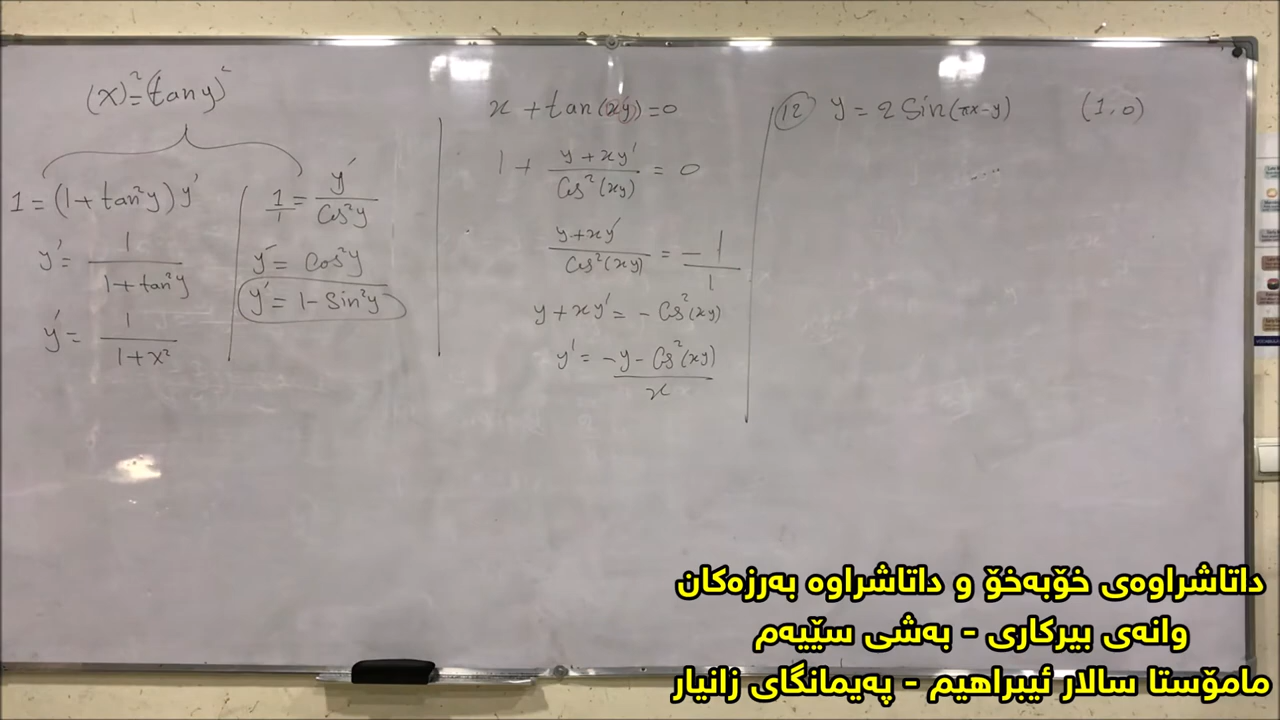 (x)² = (tan y)²
1 = (1 + tan²y) y'
y' = 1 / (1 + tan²y)
y' = 1 / (1 + x²)
1/1 = y' / Cos²y
y' = Cos²y
y' = 1 - Sin²y
x + tan(xy) = 0
1 + (y + xy') / Cos²(xy) = 0
(y + xy') / Cos²(xy) = -1/1
y + xy' = - Cos²(xy)
y' = (-y - Cos²(xy)) / x
12 y = 2 Sin(πx-y) (1,0)
داتاشراوەی خۆبەخۆ و داتاشراوە بەرزەکان
وانەی بیرکاری - بەشی سێیەم
مامۆستا سالار ئیبراهیم - پەیمانگای زانیار